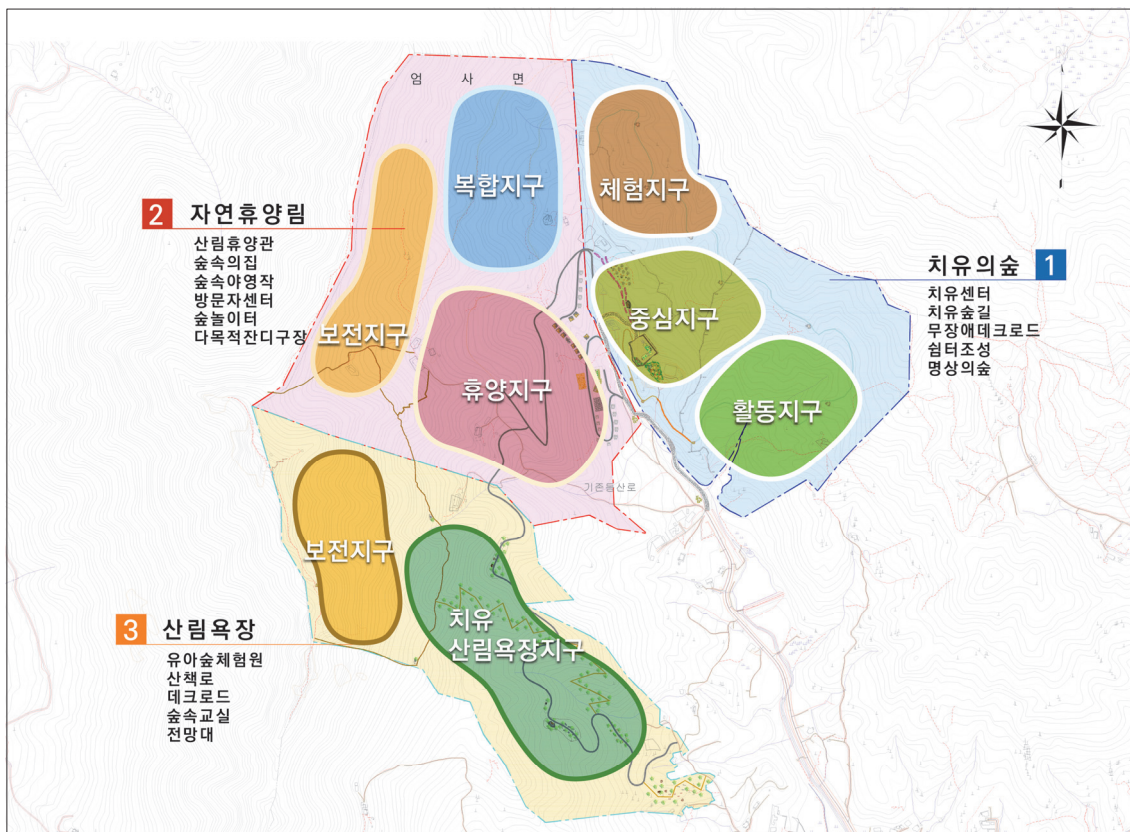 엄 사 면
복합지구
체험지구
2 자연휴양림
산림휴양관
숲속의집
숲속야영작
방문자센터
숲놀이터
다목적잔디구장
보전지구
치유의숲 1
치유센터
치유숲길
무장애데크로드
쉼터조성
명상의숲
중심지구
휴양지구
활동지구
기존등산로
보전지구
3 산림욕장
유아숲체험원
산책로
데크로드
숲속교실
전망대
치유
산림욕장지구